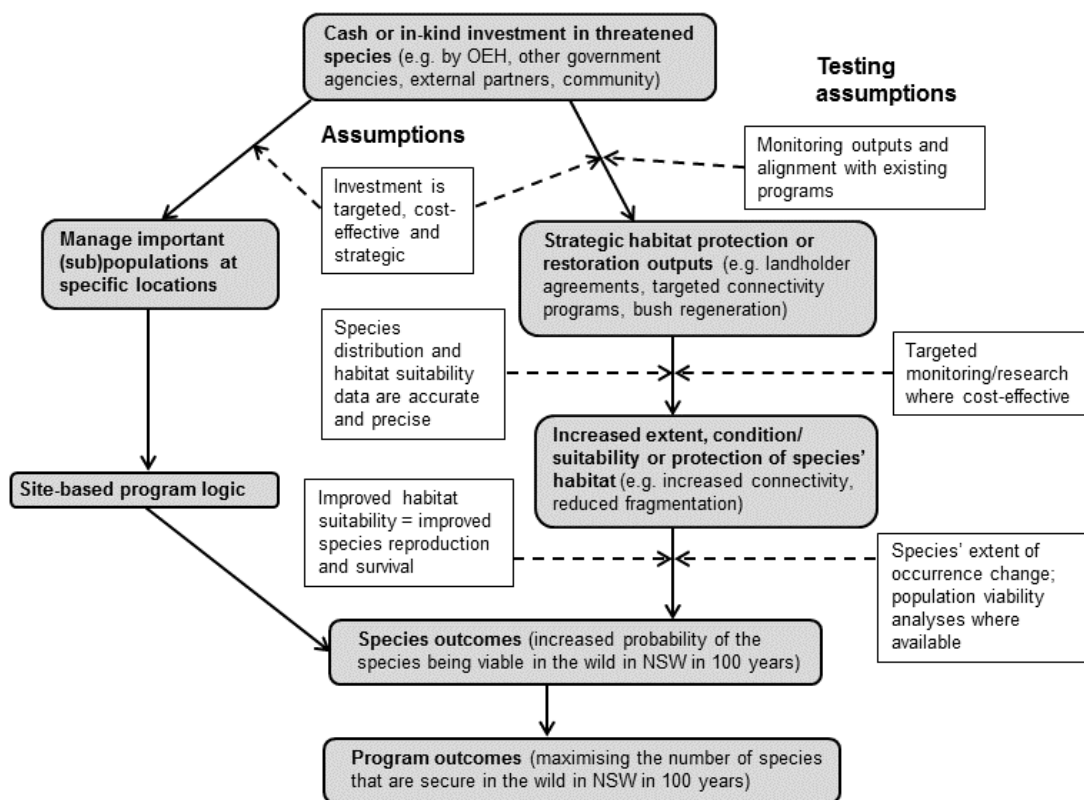 Cash or in-kind investment in threatened
species (e.g. by OEH, other government
agencies, external partners, community)
Testing
assumptions
Assumptions
Monitoring outputs and
alignment with existing
programs
Investment is
targeted, cost-
effective and
strategic
Manage important
(sub)populations at
specific locations
Strategic habitat protection or
restoration outputs (e.g. landholder
agreements, targeted connectivity
programs, bush regeneration)
Species
distribution and
habitat suitability
data are accurate
and precise
Targeted
monitoring/research
where cost-effective
Increased extent, condition/
suitability or protection of species'
habitat (e.g. increased connectivity,
reduced fragmentation)
Site-based program logic
Improved habitat
suitability = improved
species reproduction
and survival
Species' extent of
occurrence change;
population viability
analyses where
available
Species outcomes (increased probability of the
species being viable in the wild in NSW in 100 years)
Program outcomes (maximising the number of species
that are secure in the wild in NSW in 100 years)